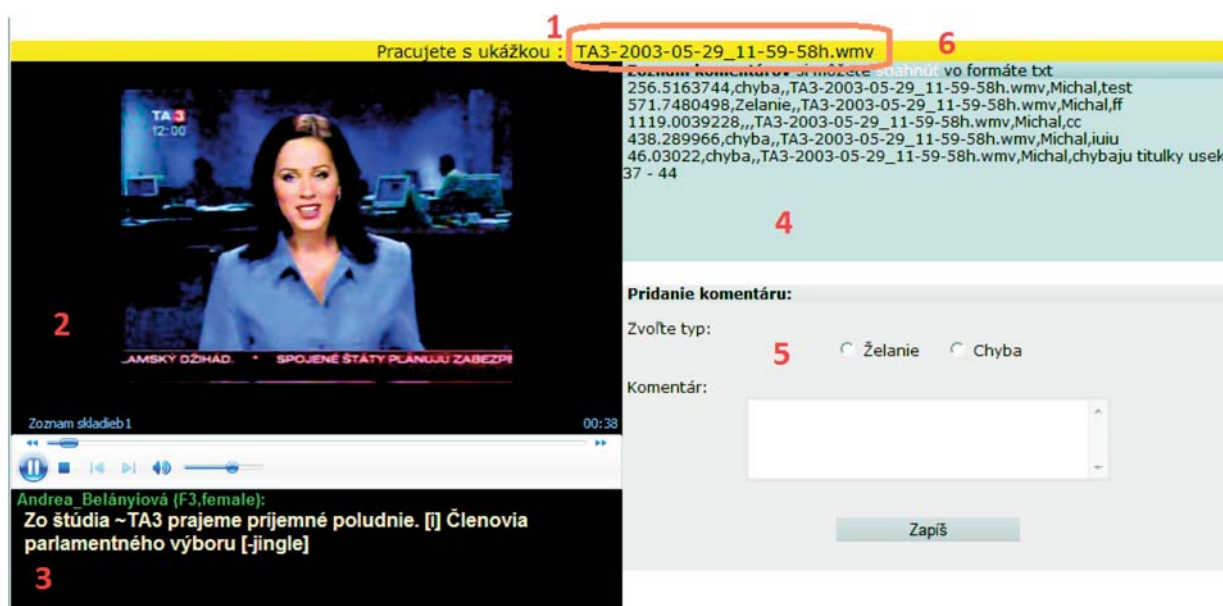 1
Pracujete s ukážkou : TA3-2003-05-29_11-59-58h.wmv
6
Zoznam komentárov si môžete stiahnuť vo formáte txt
256.5163744,chyba,,TA3-2003-05-29_11-59-58h.wmv,Michal,test
571.7480498,Zelanie,,TA3-2003-05-29_11-59-58h.wmv,Michal,ff
1119.0039228,,,TA3-2003-05-29_11-59-58h.wmv,Michal,cc
438.289966,chyba,,TA3-2003-05-29_11-59-58h.wmv,Michal,iuiu
46.03022,chyba,,TA3-2003-05-29_11-59-58h.wmv,Michal,chybaju titulky usek
37 - 44
4
TA3
12:00
2
LAMSKÝ DŽIHÁD. • SPOJENÉ ŠTÁTY PLÁNUJÚ ZABEZPE
Zoznam skladieb1 00:38
Andrea_Belányiová (F3,female):
Zo štúdia ~TA3 prajeme príjemné poludnie. [i] Členovia
parlamentného výboru [-jingle]
3
Pridanie komentáru:
Zvoľte typ:
5
Želanie Chyba
Komentár:
Zapíš